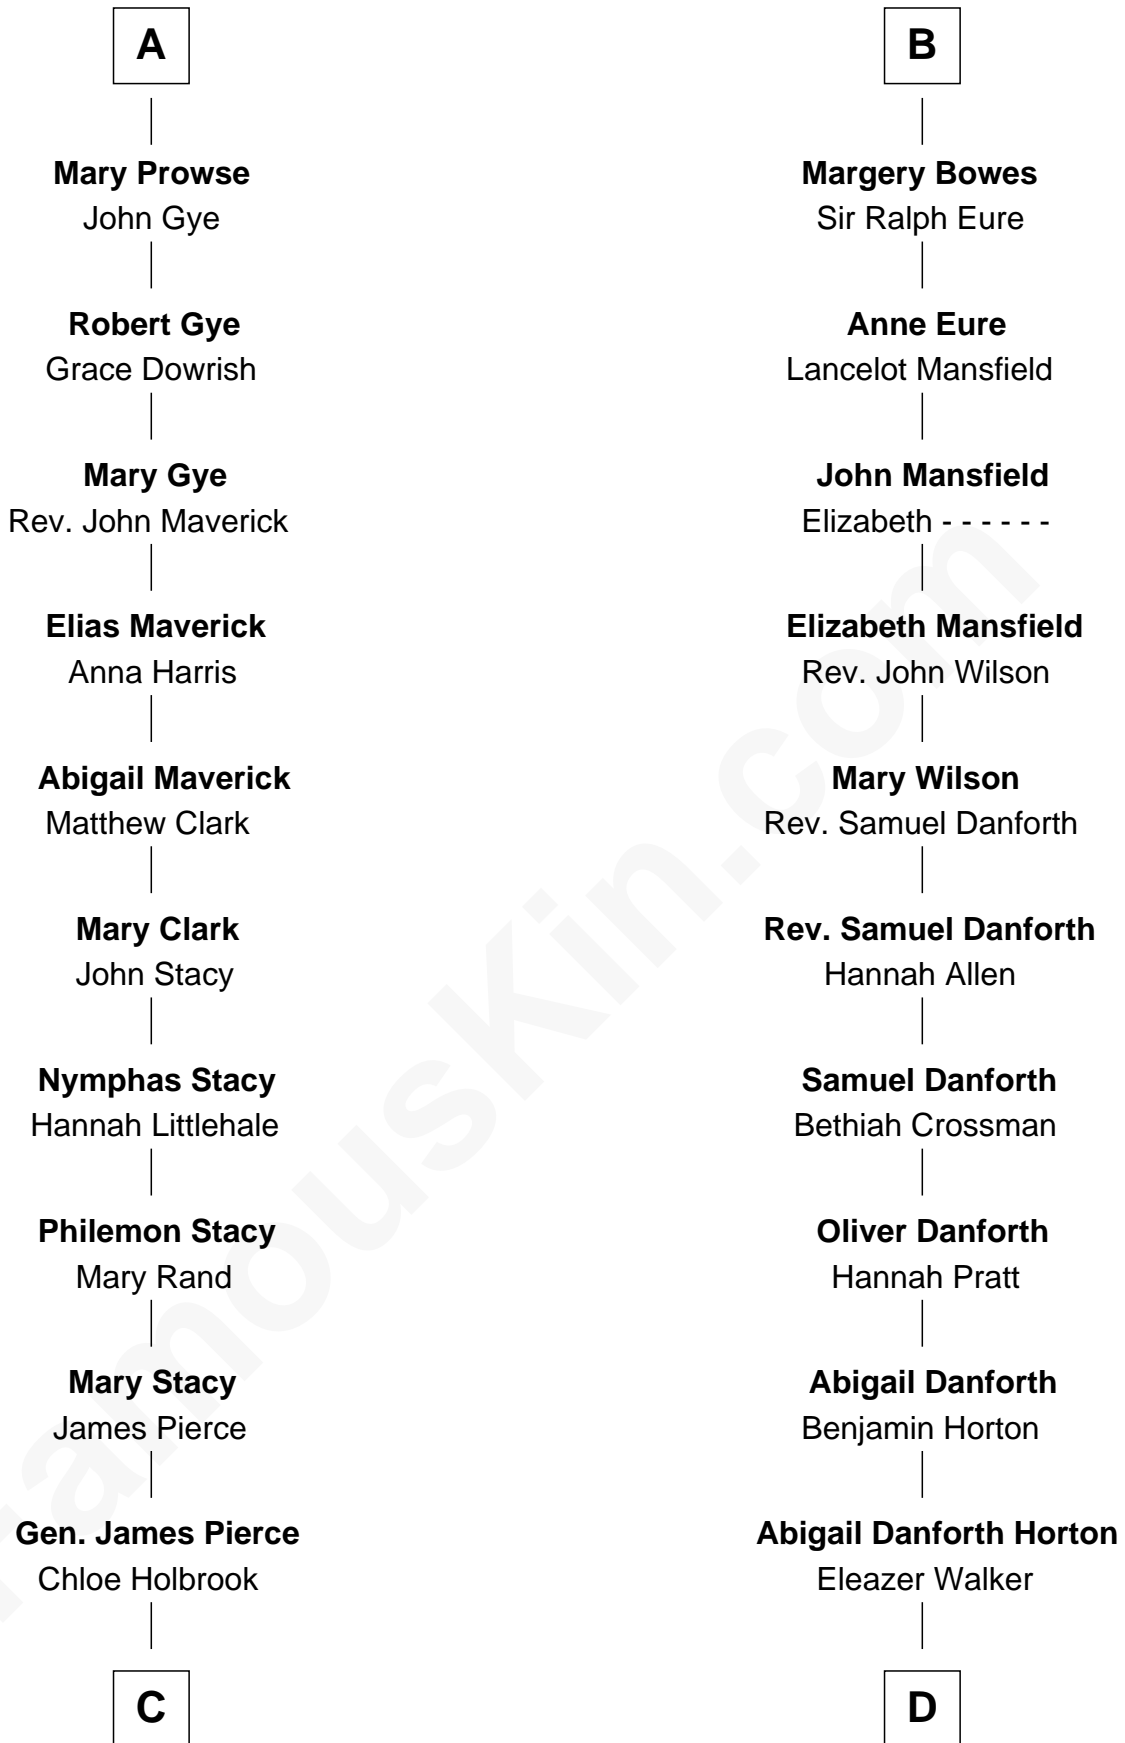 A
Mary Prowse
John Gye
Robert Gye
Grace Dowrish
Mary Gye
Rev. John Maverick
Elias Maverick
Anna Harris
Abigail Maverick
Matthew Clark
Mary Clark
John Stacy
Nymphas Stacy
Hannah Littlehale
Philemon Stacy
Mary Rand
Mary Stacy
James Pierce
Gen. James Pierce
Chloe Holbrook
C
B
Margery Bowes
Sir Ralph Eure
Anne Eure
Lancelot Mansfield
John Mansfield
Elizabeth - - - - - -
Elizabeth Mansfield
Rev. John Wilson
Mary Wilson
Rev. Samuel Danforth
Rev. Samuel Danforth
Hannah Allen
Samuel Danforth
Bethiah Crossman
Oliver Danforth
Hannah Pratt
Abigail Danforth
Benjamin Horton
Abigail Danforth Horton
Eleazer Walker
D
FamousKin.com